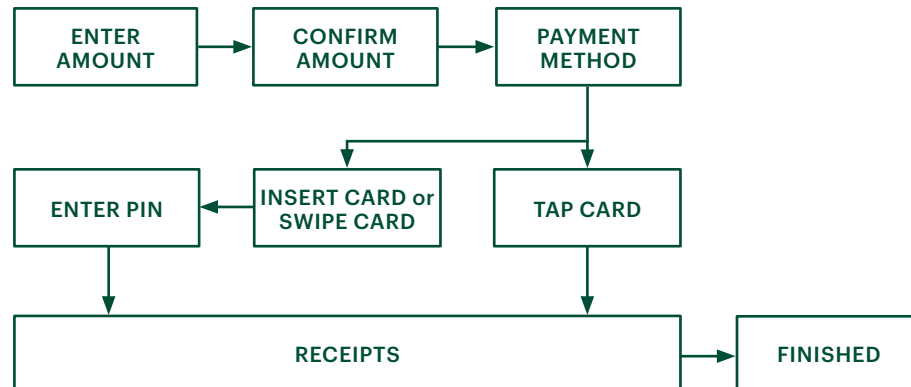 ENTER
AMOUNT
CONFIRM
AMOUNT
PAYMENT
METHOD
ENTER PIN
INSERT CARD or
SWIPE CARD
TAP CARD
RECEIPTS
FINISHED